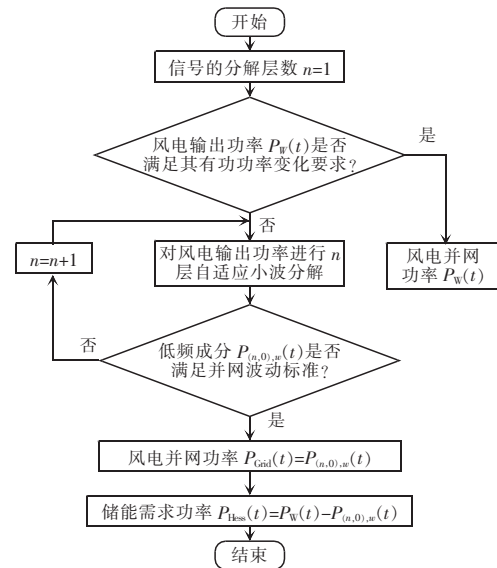 开始
信号的分解层数 n=1
风电输出功率 P_W(t)是否
满足其有功功率变化要求?
是
否
n=n+1
对风电输出功率进行 n
层自适应小波分解
风电并网
功率 P_W(t)
否
低频成分 P_{(n,0),w}(t)是否
满足并网波动标准?
是
风电并网功率 P_{Grid}(t)=P_{(n,0),w}(t)
储能需求功率 P_{Hess}(t)=P_W(t)-P_{(n,0),w}(t)
结束